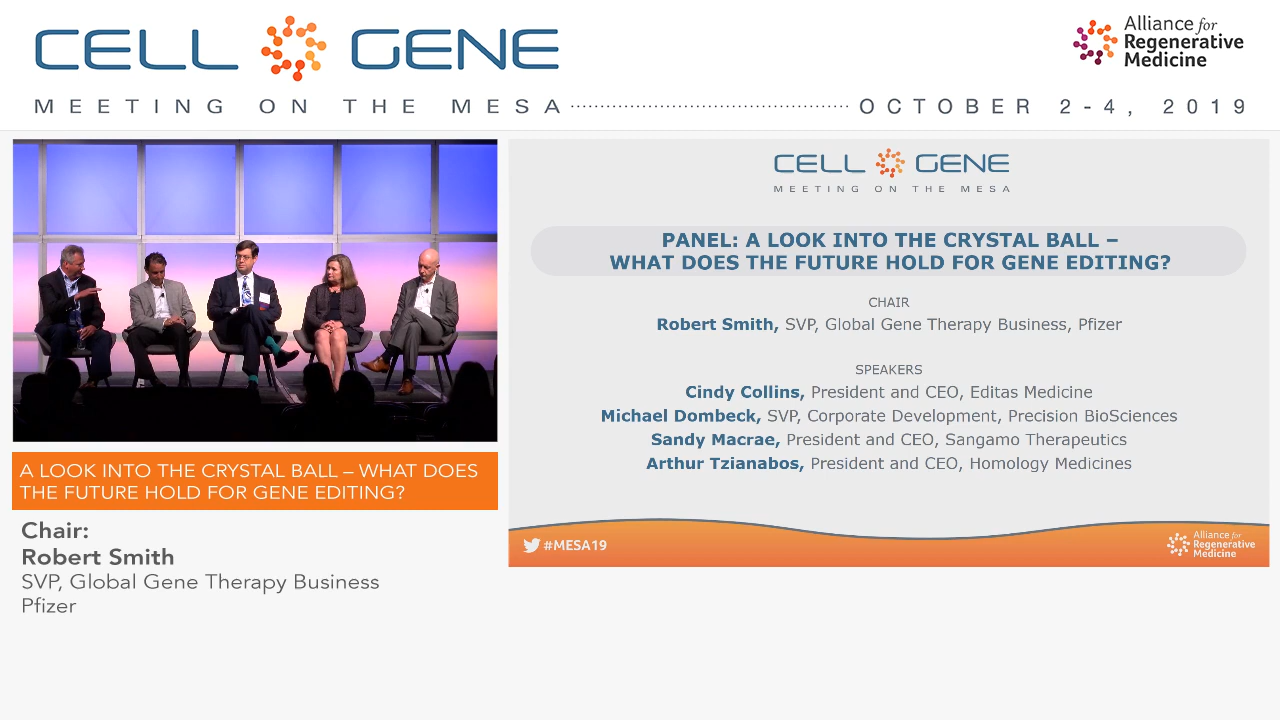 CELL GENE
MEETING ON THE MESA
OCTOBER 2-4, 2019
Alliance for
Regenerative
Medicine
A LOOK INTO THE CRYSTAL BALL – WHAT DOES
THE FUTURE HOLD FOR GENE EDITING?
Chair:
Robert Smith
SVP, Global Gene Therapy Business
Pfizer
CELL GENE
MEETING ON THE MESA
PANEL: A LOOK INTO THE CRYSTAL BALL –
WHAT DOES THE FUTURE HOLD FOR GENE EDITING?
CHAIR
Robert Smith, SVP, Global Gene Therapy Business, Pfizer
SPEAKERS
Cindy Collins, President and CEO, Editas Medicine
Michael Dombeck, SVP, Corporate Development, Precision BioSciences
Sandy Macrae, President and CEO, Sangamo Therapeutics
Arthur Tzianabos, President and CEO, Homology Medicines
#MESA19
Alliance for
Regenerative
Medicine